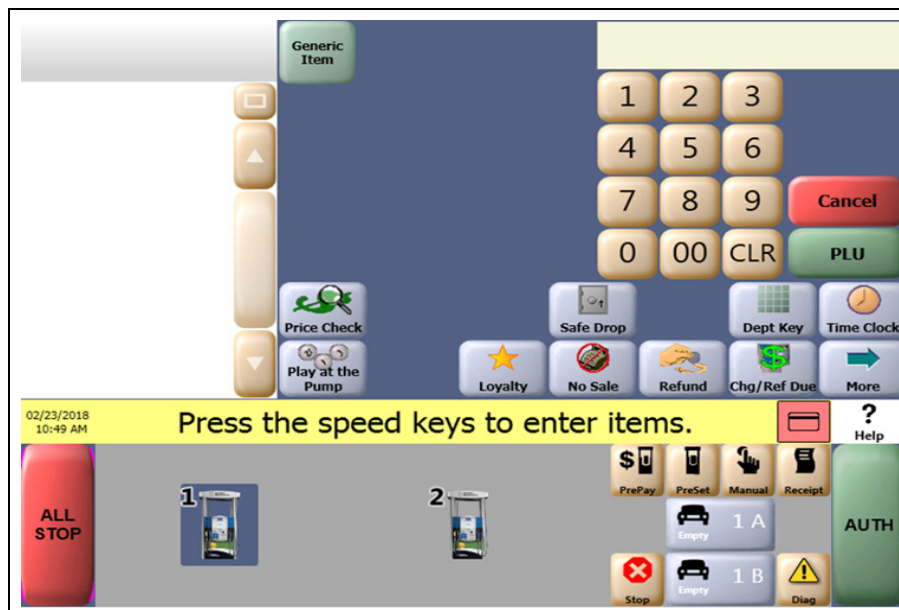 Generic
Item
1 2 3
4 5 6
7 8 9 Cancel
0 00 CLR PLU
Price Check Safe Drop Dept Key Time Clock
Play at the
Pump Loyalty No Sale Refund Chg/Ref Due More
02/23/2018
10:49 AM
Press the speed keys to enter items.
?
Help
ALL
STOP
1
2
$
PrePay PreSet Manual Receipt
Empty 1 A
Stop Empty 1 B Diag
AUTH